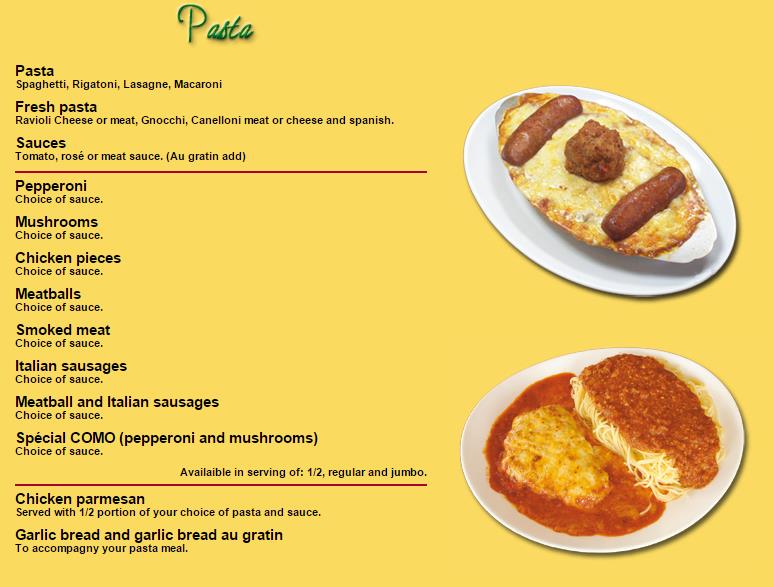 Pasta
Pasta
Spaghetti, Rigatoni, Lasagne, Macaroni
Fresh pasta
Ravioli Cheese or meat, Gnocchi, Canelloni meat or cheese and spanish.
Sauces
Tomato, rosé or meat sauce. (Au gratin add)
Pepperoni
Choice of sauce.
Mushrooms
Choice of sauce.
Chicken pieces
Choice of sauce.
Meatballs
Choice of sauce.
Smoked meat
Choice of sauce.
Italian sausages
Choice of sauce.
Meatball and Italian sausages
Choice of sauce.
Spécial COMO (pepperoni and mushrooms)
Choice of sauce.
Availaible in serving of: 1/2, regular and jumbo.
Chicken parmesan
Served with 1/2 portion of your choice of pasta and sauce.
Garlic bread and garlic bread au gratin
To accompagny your pasta meal.